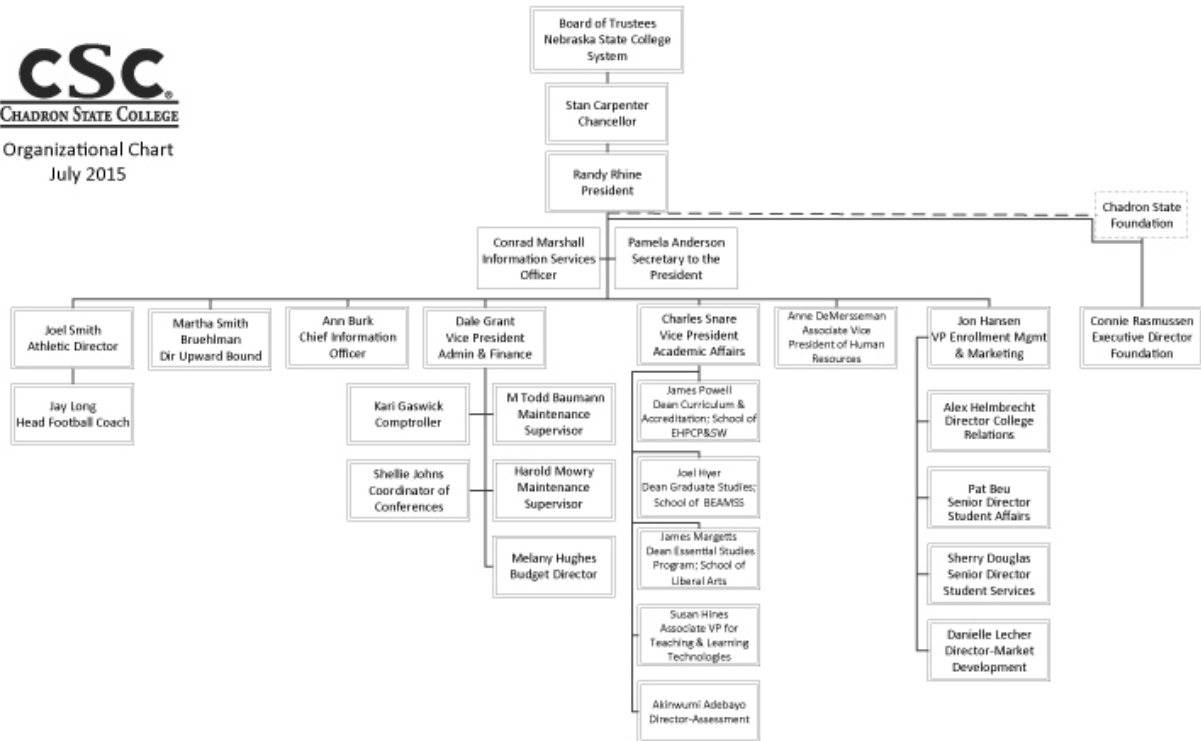 CSC®
CHADRON STATE COLLEGE
Organizational Chart
July 2015
Board of Trustees
Nebraska State College
System
Stan Carpenter
Chancellor
Randy Rhine
President
Chadron State
Foundation
Conrad Marshall
Information Services
Officer
Pamela Anderson
Secretary to the
President
Joel Smith
Athletic Director
Martha Smith
Bruehlman
Dir Upward Bound
Ann Burk
Chief Information
Officer
Dale Grant
Vice President
Admin & Finance
Charles Snare
Vice President
Academic Affairs
Anne DeMersseman
Associate Vice
President of Human
Resources
Jon Hansen
VP Enrollment Mgmt
& Marketing
Connie Rasmussen
Executive Director
Foundation
Jay Long
Head Football Coach
Kari Gaswick
Comptroller
M Todd Baumann
Maintenance
Supervisor
Shellie Johns
Coordinator of
Conferences
Harold Mowry
Maintenance
Supervisor
Melany Hughes
Budget Director
James Powell
Dean Curriculum &
Accreditation; School of
EHPCP&SW
Joel Hyer
Dean Graduate Studies;
School of BEAMSS
James Margetts
Dean Essential Studies
Program; School of
Liberal Arts
Susan Hines
Associate VP for
Teaching & Learning
Technologies
Akinwumi Adebayo
Director-Assessment
Alex Helmbrecht
Director College
Relations
Pat Beu
Senior Director
Student Affairs
Sherry Douglas
Senior Director
Student Services
Danielle Lecher
Director-Market
Development